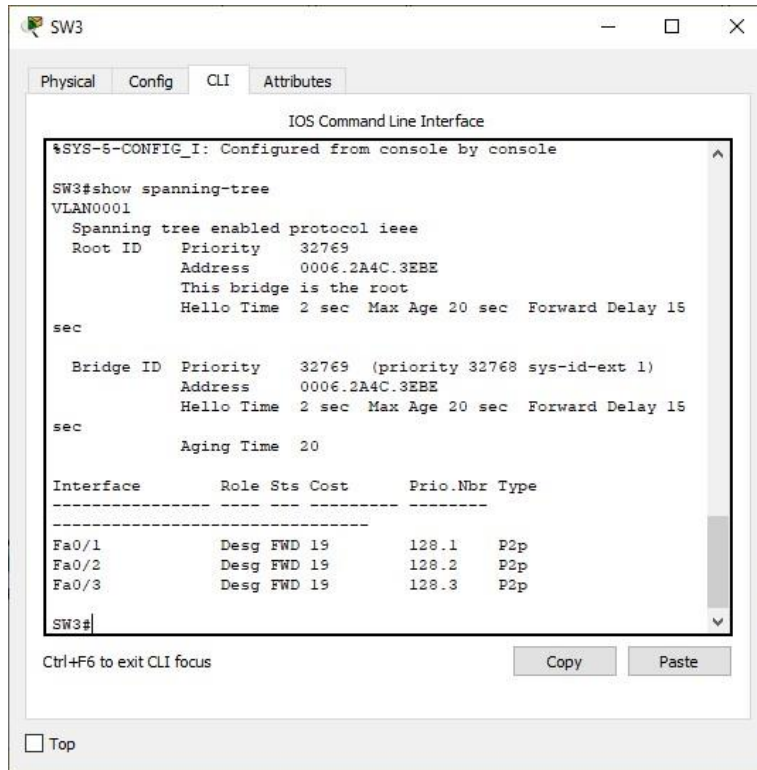 SW3
Physical Config CLI Attributes
IOS Command Line Interface
%SYS-5-CONFIG_I: Configured from console by console
SW3#show spanning-tree
VLAN0001
Spanning tree enabled protocol ieee
Root ID Priority 32769
Address 0006.2A4C.3EBE
This bridge is the root
Hello Time 2 sec Max Age 20 sec Forward Delay 15
sec
Bridge ID Priority 32769 (priority 32768 sys-id-ext 1)
Address 0006.2A4C.3EBE
Hello Time 2 sec Max Age 20 sec Forward Delay 15
sec
Aging Time 20
Interface Role Sts Cost Prio.Nbr Type
---------------- ---- --- --------- --------
--------------------------------
Fa0/1 Desg FWD 19 128.1 P2p
Fa0/2 Desg FWD 19 128.2 P2p
Fa0/3 Desg FWD 19 128.3 P2p
SW3#
Ctrl+F6 to exit CLI focus
Copy Paste
Top